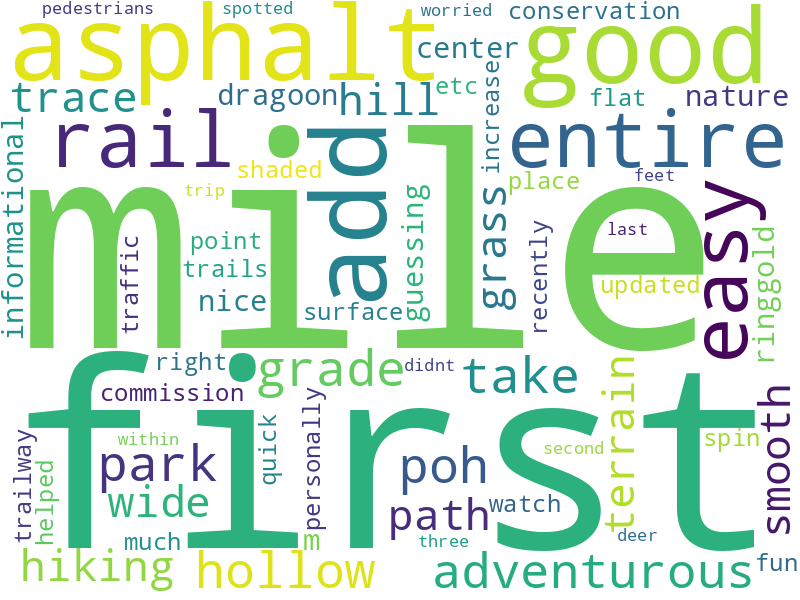 pedestrians
spotted
worried
conservation
asphalt
good
center
trace
dragoon
hill
etc
increase
flat
nature
rail
add
entire
informational
mile
shaded
trip
guessing
grass
place
feet
easy
traffic
point
trails
nice
surface
recently
last
updated
ringgold
first
right
commission
grade
didnt
take
trailway
helped
within
park
wide
much
quick
personally
m
poh
path
watch
three
second
terrain
deer
spin
smooth
hiking
hollow
adventurous
fun